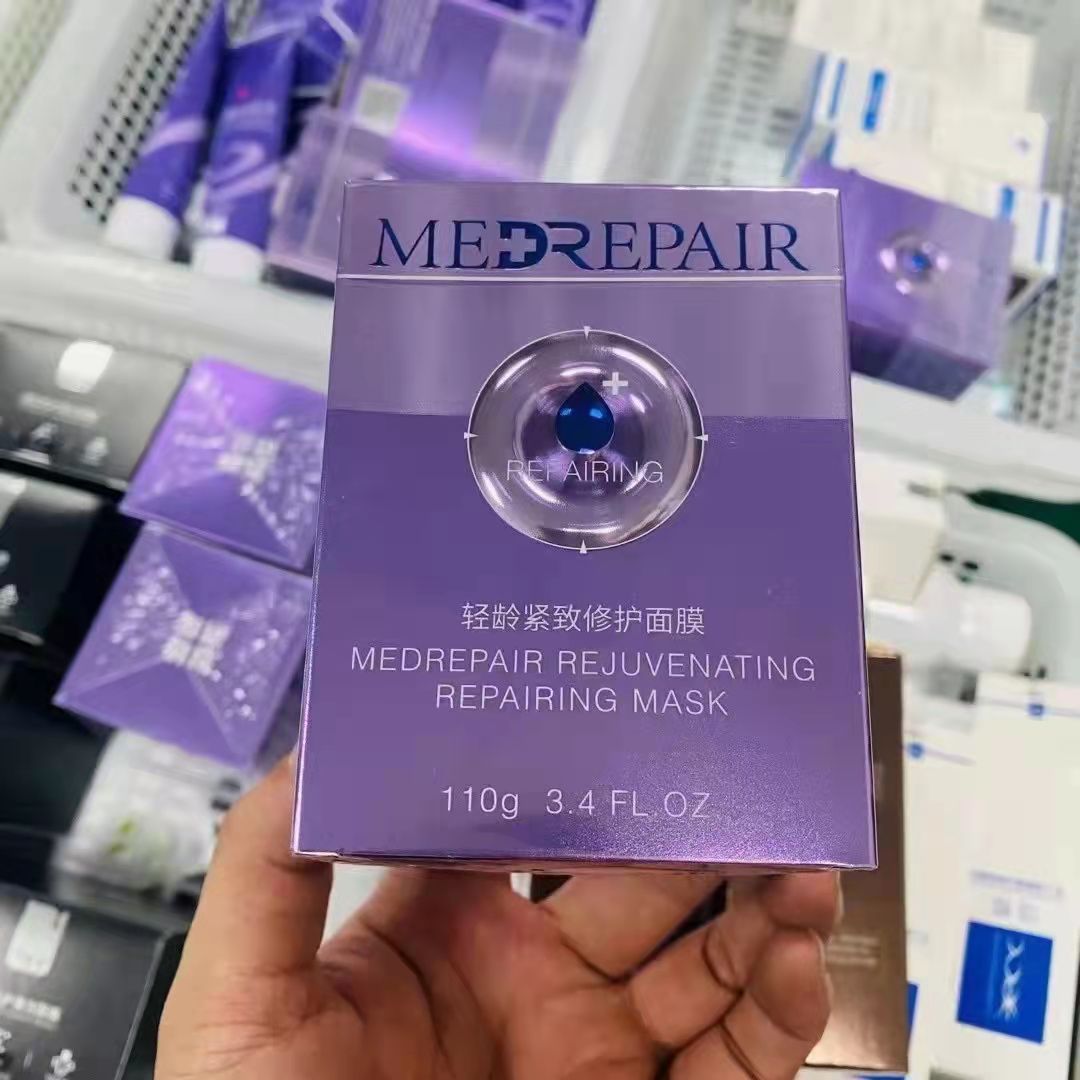 MEDREPAIR
REPAIRING
轻龄紧致修护面膜
MEDREPAIR REJUVENATING
REPAIRING MASK
110g 3.4 FL.OZ